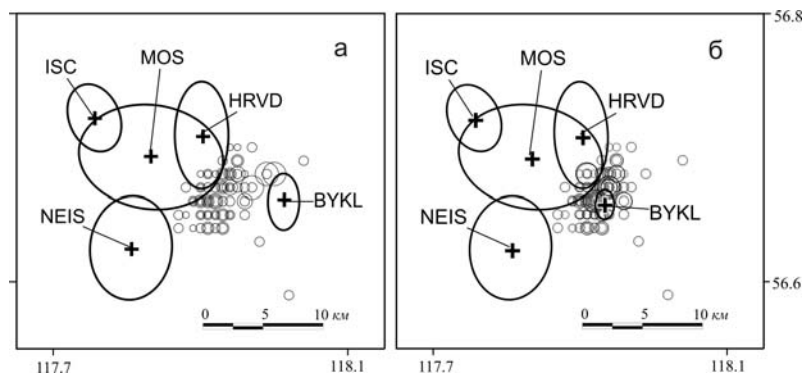 56.8
а
б
MOS
MOS
ISC
ISC
HRVD
HRVD
BYKL
BYKL
NEIS
NEIS
56.6
0 5 10 км
0 5 10 км
117.7 118.1 117.7 118.1